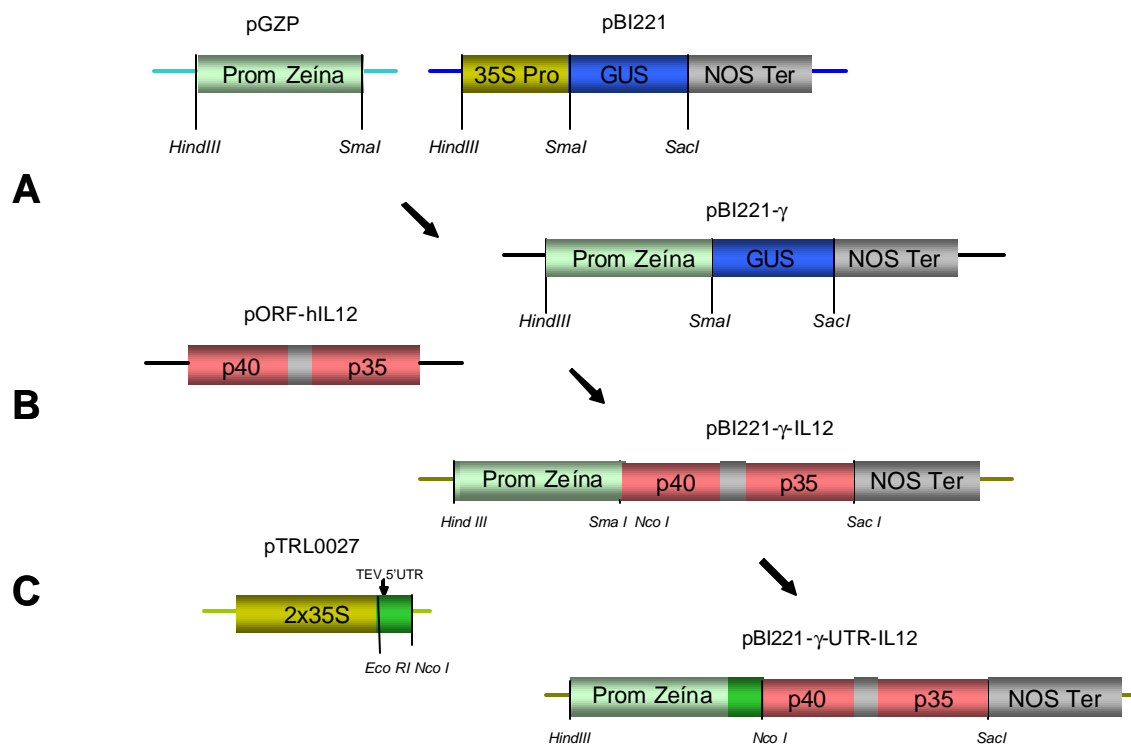 pGZP
pBI221
Prom Zeína
35S Pro GUS NOS Ter
HindIII SmaI
HindIII SmaI SacI
A
pBI221-γ
Prom Zeína GUS NOS Ter
HindIII SmaI SacI
pORF-hIL12
p40 p35
B
pBI221-γ-IL12
Prom Zeína p40 p35 NOS Ter
Hind III Sma I Nco I Sac I
pTRL0027
C
TEV 5'UTR
2x35S
Eco RI Nco I
pBI221-γ-UTR-IL12
Prom Zeína p40 p35 NOS Ter
HindIII Nco I SacI